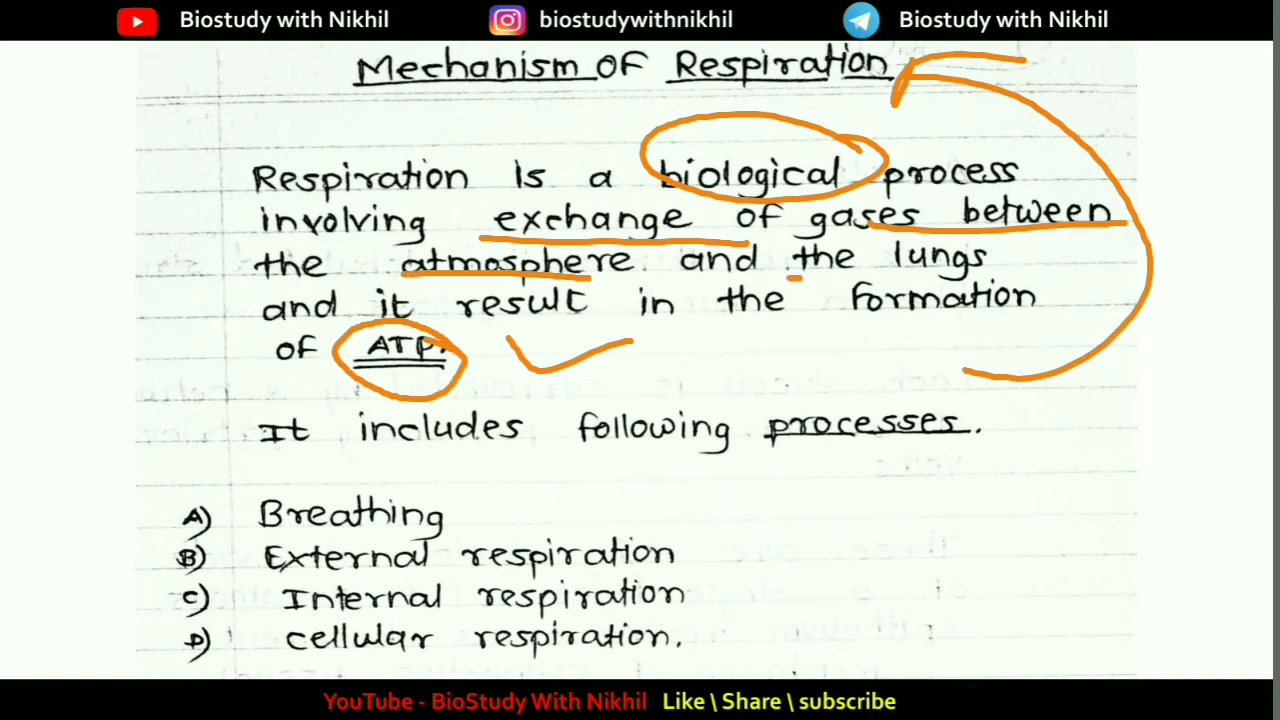 Biostudy with Nikhil biostudywithnikhil Biostudy with Nikhil
Mechanism OF Respiration
Respiration is a biological process
involving exchange of gases between
the atmosphere and the lungs
and it result in the formation
of ATP.
It includes following processes.
A) Breathing
B) External respiration
C) Internal respiration
D) cellular respiration.
YouTube - BioStudy With Nikhil Like \ Share \ subscribe